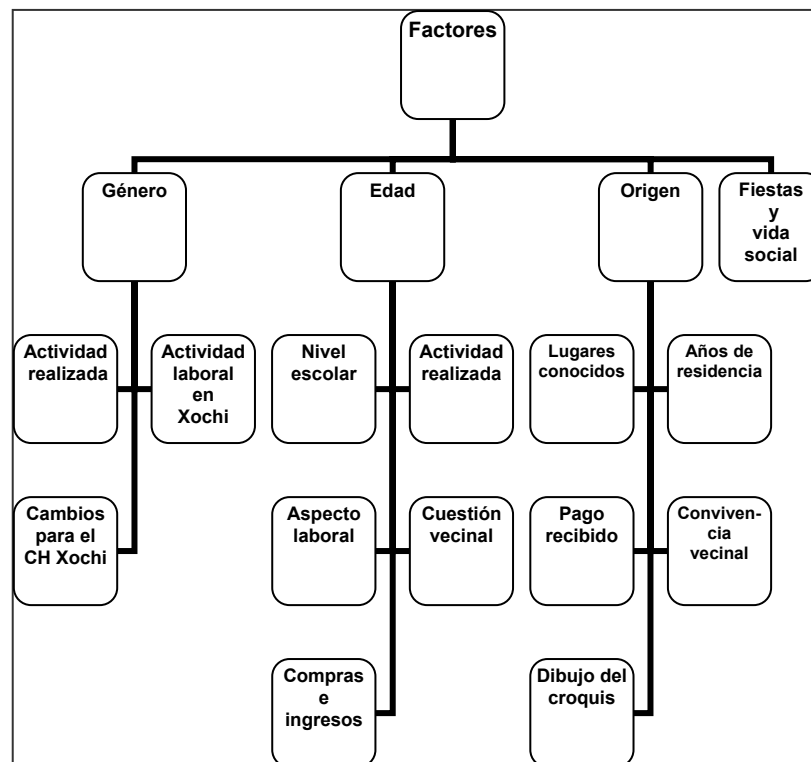 Factores
Género
Edad
Origen
Fiestas
y
vida
social
Actividad
realizada
Actividad
laboral
en
Xochi
Nivel
escolar
Actividad
realizada
Lugares
conocidos
Años de
residencia
Cambios
para el
CH Xochi
Aspecto
laboral
Cuestión
vecinal
Pago
recibido
Conviven-
cia
vecinal
Compras
e
ingresos
Dibujo del
croquis